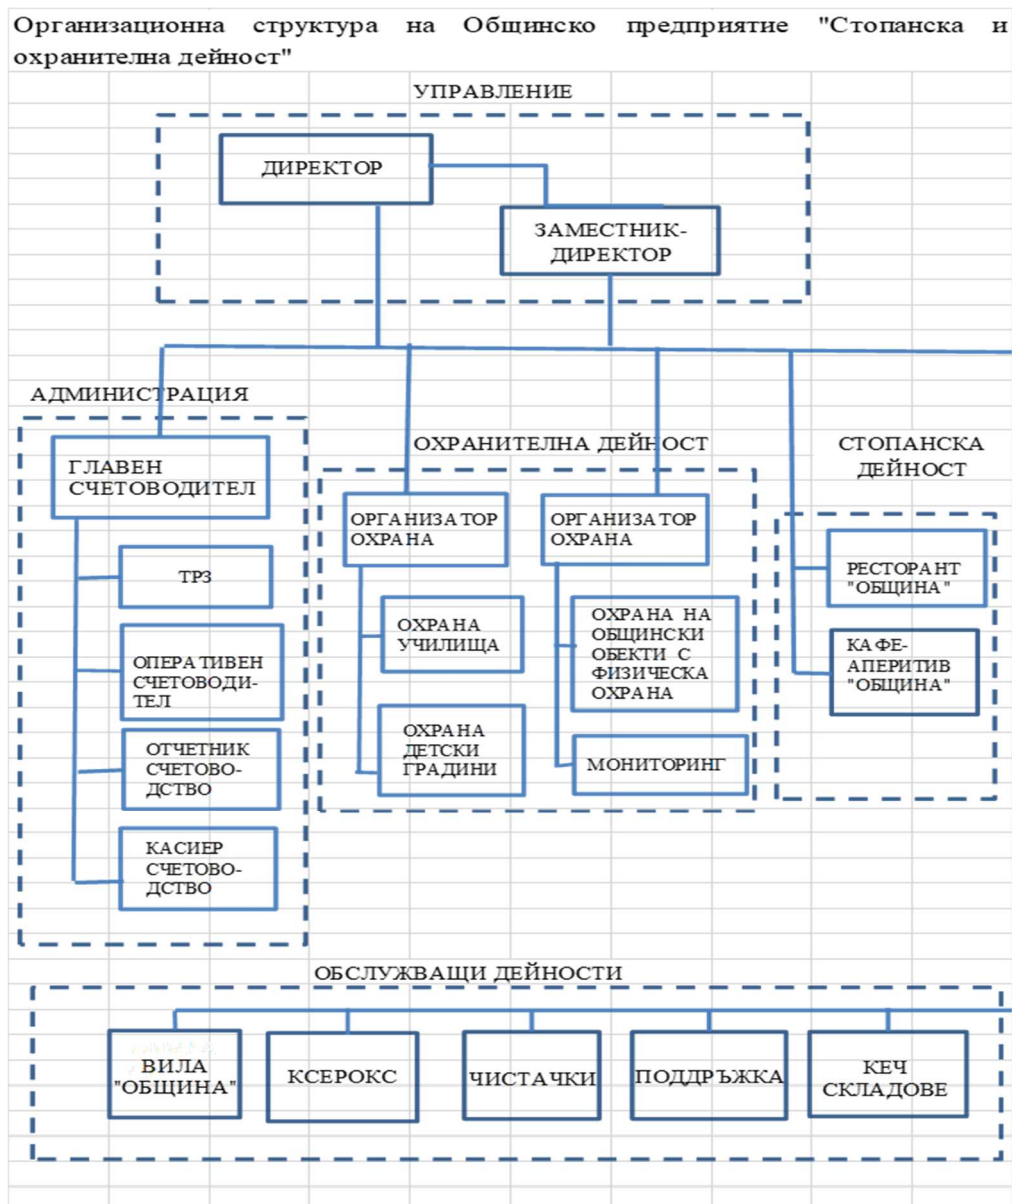 Организационна структура на Общинско предприятие "Стопанска и
охранителна дейност"
УПРАВЛЕНИЕ
ДИРЕКТОР
ЗАМЕСТНИК-
ДИРЕКТОР
АДМИНИСТРАЦИЯ
ГЛАВЕН
СЧЕТОВОДИТЕЛ
ТРЗ
ОПЕРАТИВЕН
СЧЕТОВОДИ-
ТЕЛ
ОТЧЕТНИК
СЧЕТОВО-
ДСТВО
КАСИЕР
СЧЕТОВО-
ДСТВО
ОХРАНИТЕЛНА ДЕЙНОСТ
ОРГАНИЗАТОР
ОХРАНА
ОХРАНА
УЧИЛИЩА
ОХРАНА
ДЕТСКИ
ГРАДИНИ
ОРГАНИЗАТОР
ОХРАНА
ОХРАНА НА
ОБЩИНСКИ
ОБЕКТИ С
ФИЗИЧЕСКА
ОХРАНА
МОНИТОРИНГ
СТОПАНСКА
ДЕЙНОСТ
РЕСТОРАНТ
"ОБЩИНА"
КАФЕ-
АПЕРИТИВ
"ОБЩИНА"
ОБСЛУЖВАЩИ ДЕЙНОСТИ
ВИЛА
"ОБЩИНА"
КСЕРОКС
ЧИСТАЧКИ
ПОДДРЪЖКА
КЕЧ
СКЛАДОВЕ